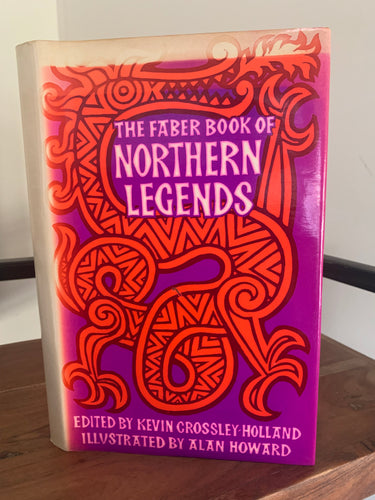 THE FABER BOOK OF
NORTHERN
LEGENDS
EDITED BY KEVIN CROSSLEY-HOLLAND
ILLUSTRATED BY ALAN HOWARD